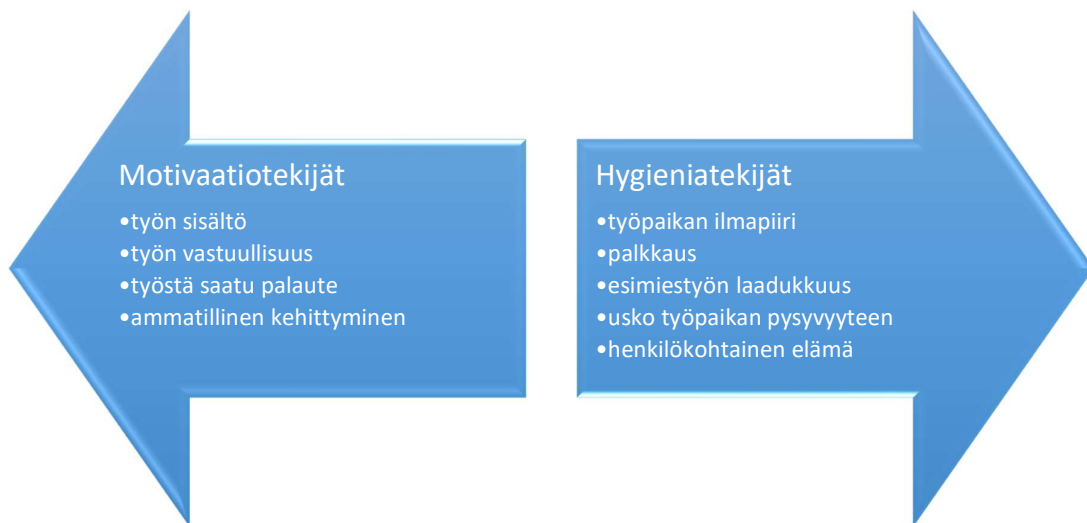 Motivaatiotekijät
•työn sisältö
•työn vastuullisuus
•työstä saatu palaute
•ammatillinen kehittyminen
Hygieniatekijät
•työpaikan ilmapiiri
•palkkaus
•esimiestyön laadukkuus
•usko työpaikan pysyvyyteen
•henkilökohtainen elämä